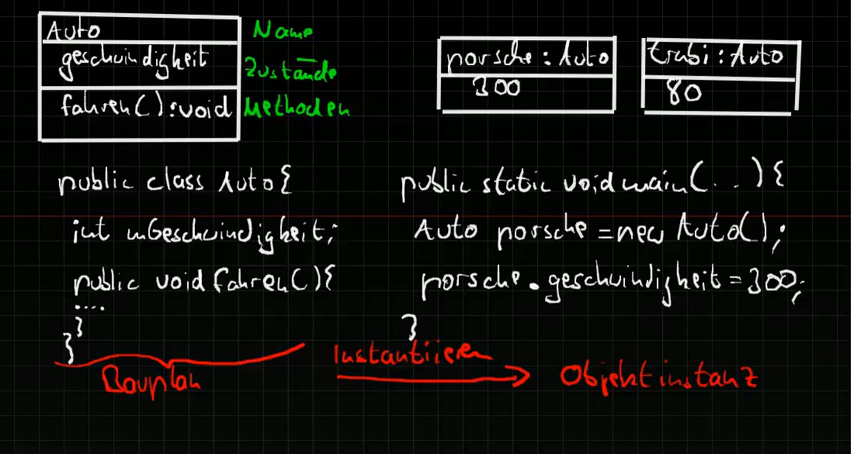 Auto
geschwindigkeit
fahren():void
Name
Zustände
Methoden
porsche:Auto
300
trabi:Auto
80
public class Auto{
int mGeschwindigkeit;
public void fahren(){
....
}
}
Bauplan
public static void main(...){
Auto porsche=new Auto();
porsche.geschwindigkeit=300;
}
Instantiieren
Objektinstanz